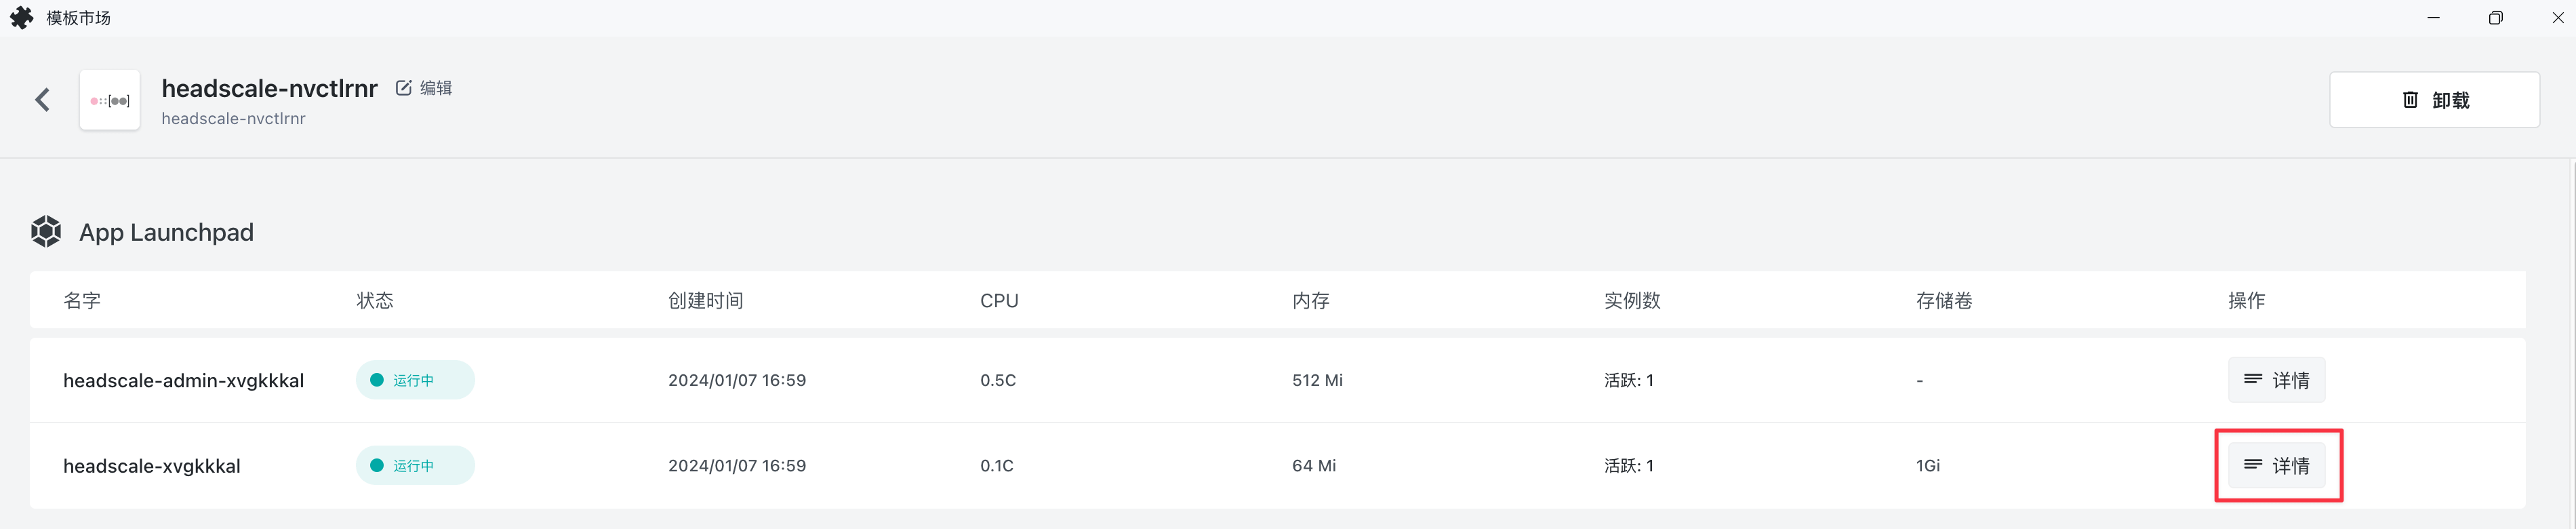 模板市场
headscale-nvctlrnr 编辑
headscale-nvctlrnr
卸载
App Launchpad
名字 状态 创建时间 CPU 内存 实例数 存储卷 操作
headscale-admin-xvgkkkal 运行中 2024/01/07 16:59 0.5C 512 Mi 活跃: 1 - 详情
headscale-xvgkkkal 运行中 2024/01/07 16:59 0.1C 64 Mi 活跃: 1 1Gi 详情